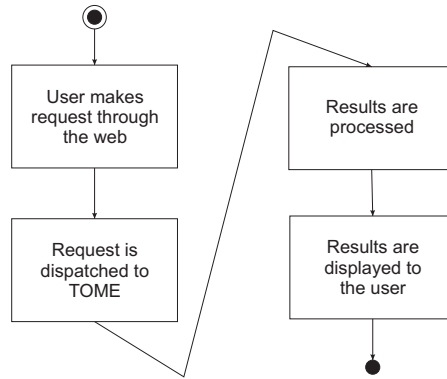 User makes
request through
the web
Request is
dispatched to
TOME
Results are
processed
Results are
displayed to
the user